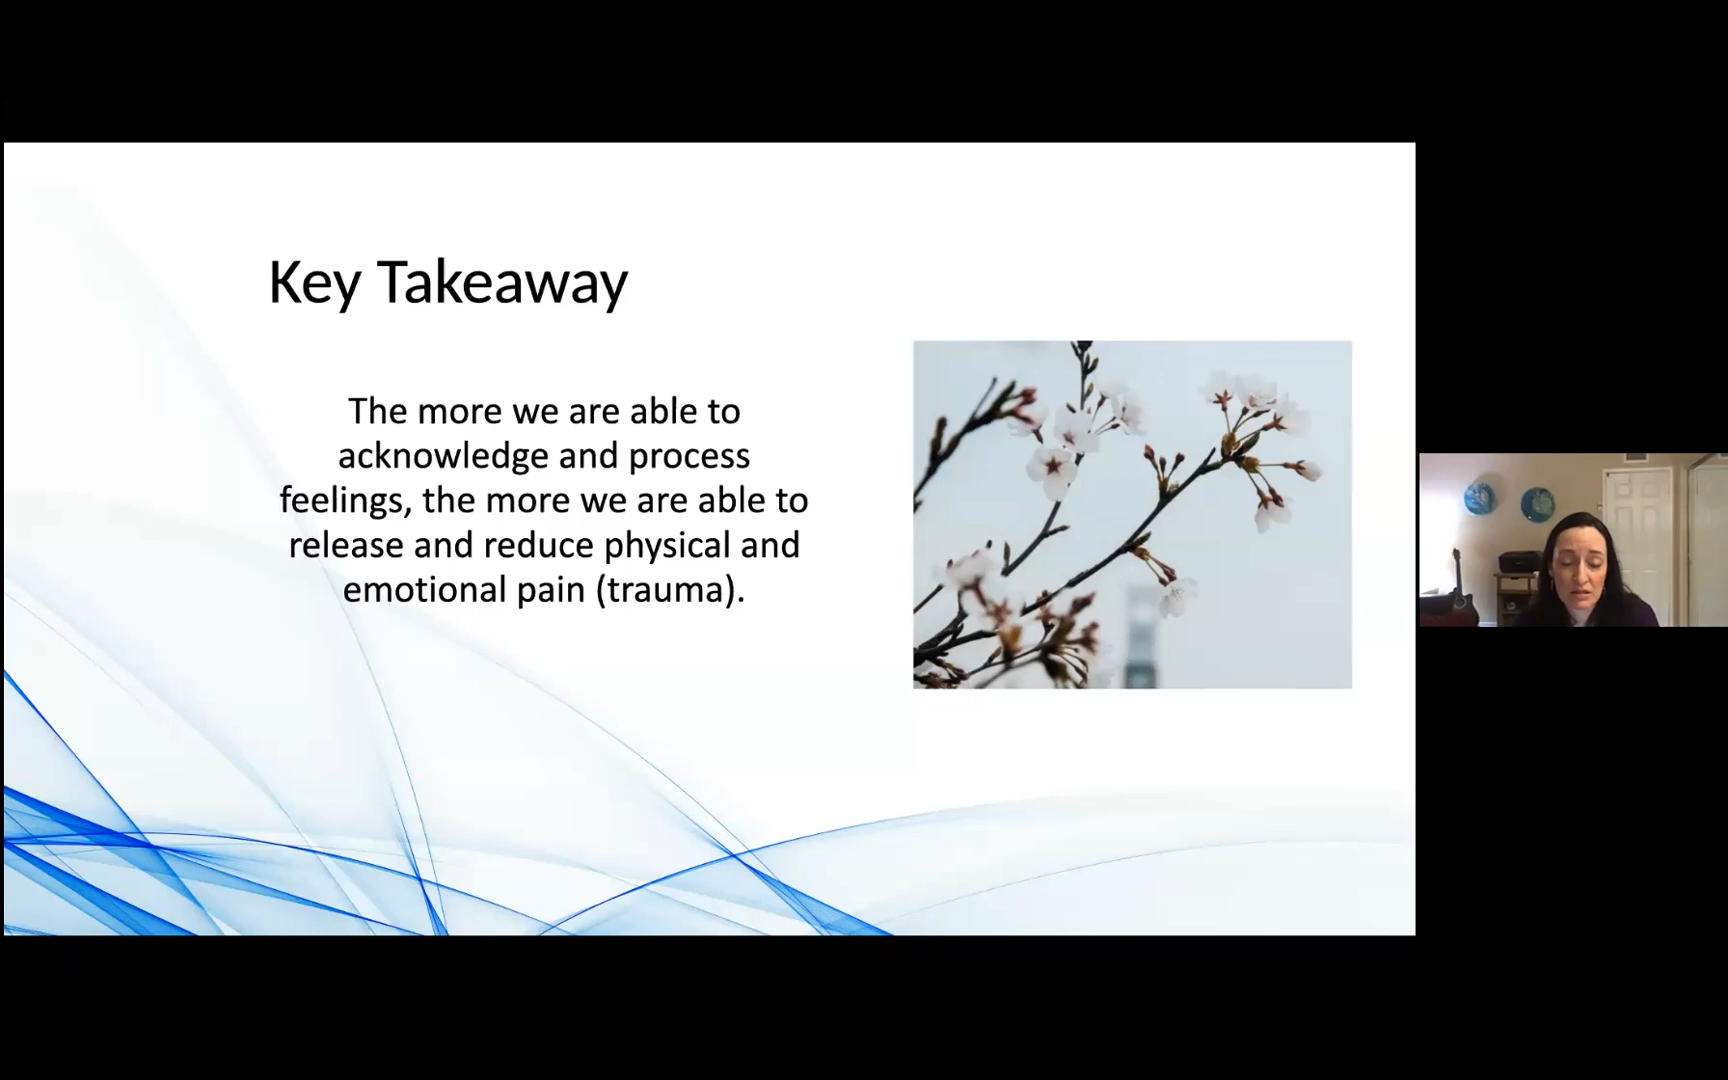 Key Takeaway
The more we are able to
acknowledge and process
feelings, the more we are able to
release and reduce physical and
emotional pain (trauma).